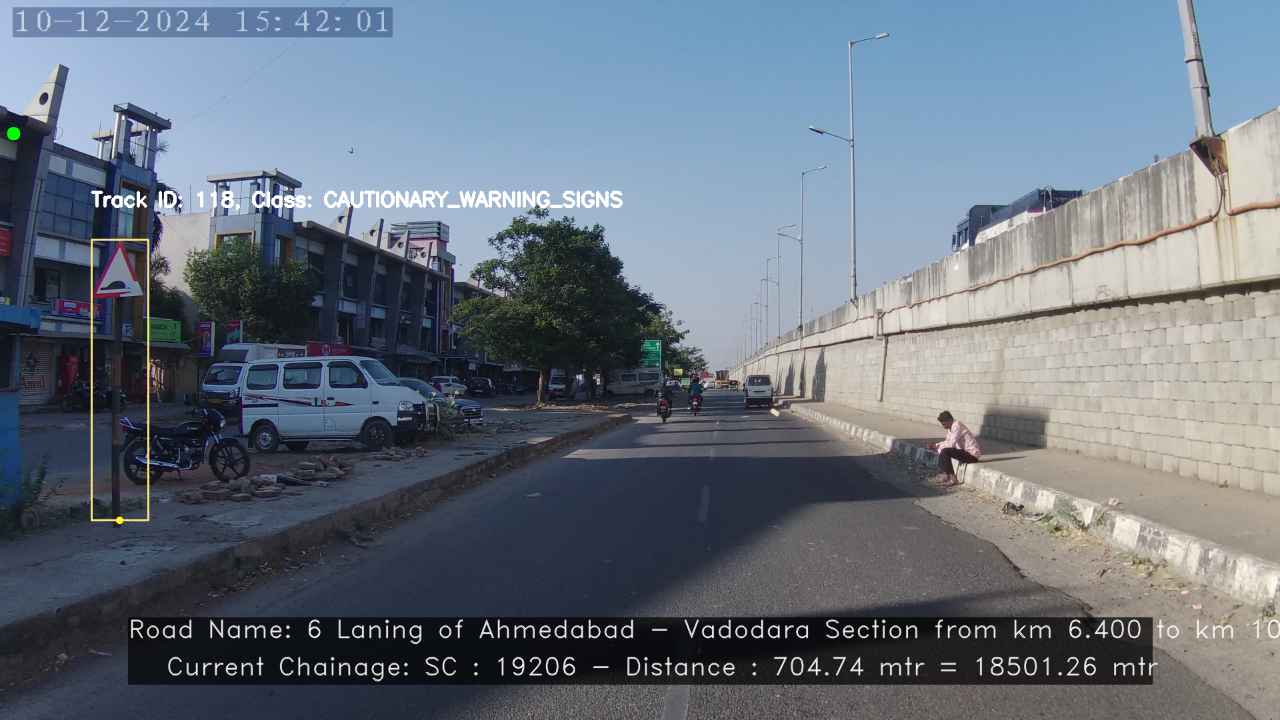 10-12-2024 15:42:01
Track ID: 118, Class: CAUTIONARY_WARNING_SIGNS
Road Name: 6 Laning of Ahmedabad - Vadodara Section from km 6.400 to km 10
Current Chainage: SC : 19206 - Distance : 704.74 mtr = 18501.26 mtr